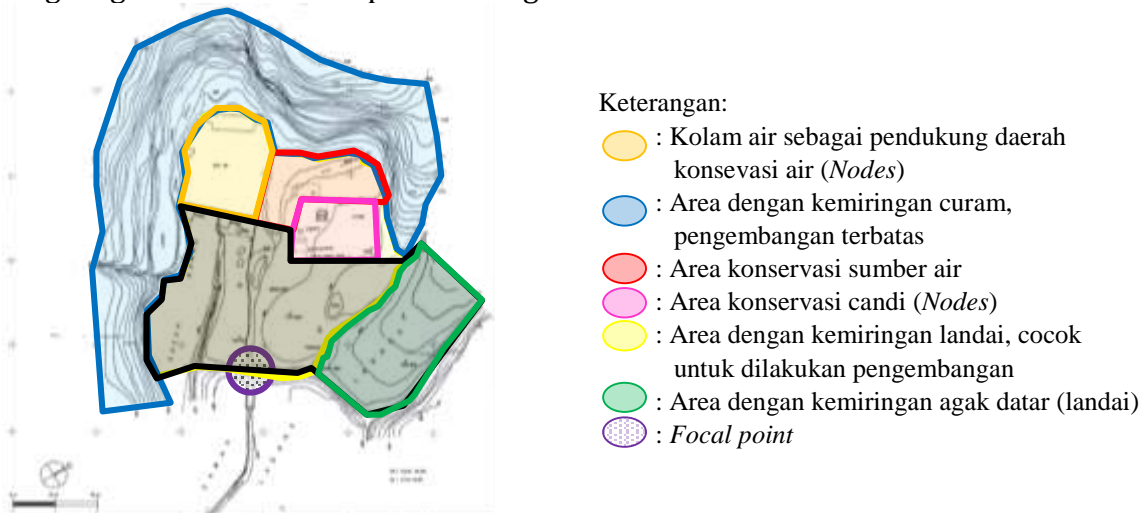 Keterangan:
: Kolam air sebagai pendukung daerah
konsevasi air (Nodes)
: Area dengan kemiringan curam,
pengembangan terbatas
: Area konservasi sumber air
: Area konservasi candi (Nodes)
: Area dengan kemiringan landai, cocok
untuk dilakukan pengembangan
: Area dengan kemiringan agak datar (landai)
: Focal point